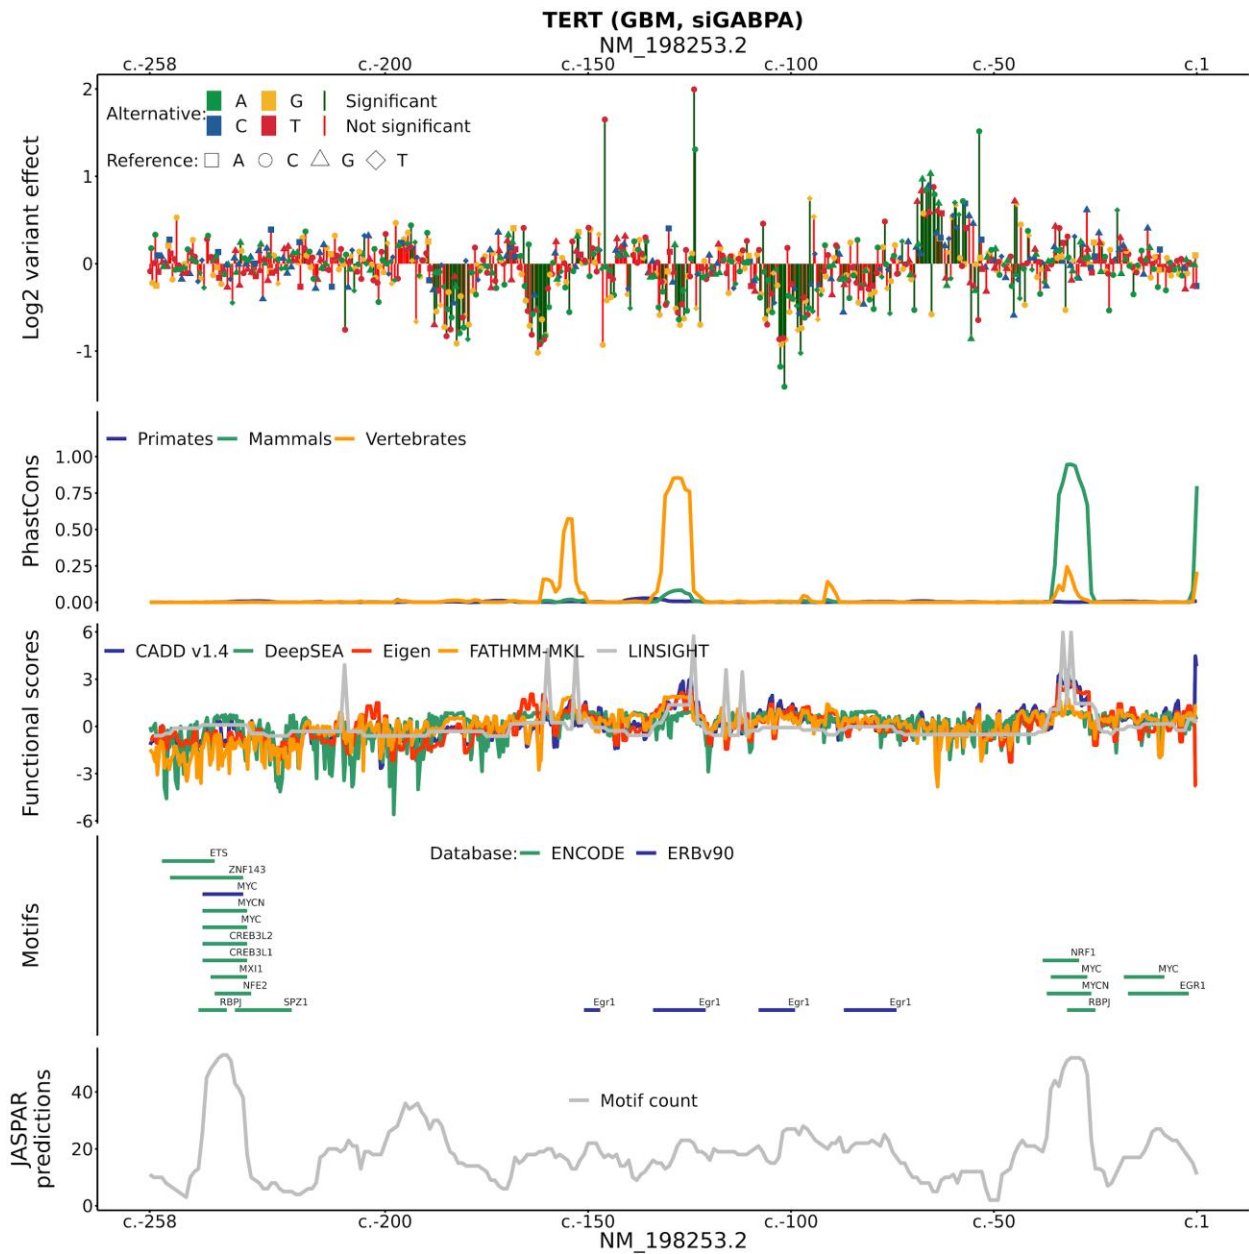 TERT (GBM, siGABPA)
NM_198253.2
c.-258 c.-200 c.-150 c.-100 c.-50 c.1
Log2 variant effect
2
1
0
-1
Alternative: A G Significant
C T Not significant
Reference: A C G T
PhastCons
Primates Mammals Vertebrates
1.00
0.75
0.50
0.25
0.00
Functional scores
6
3
0
-3
-6
CADD v1.4 DeepSEA Eigen FATHMM-MKL LINSIGHT
Motifs
Database: ENCODE ERBv90
ETS
ZNF143
MYC
MYCN
MYC
CREB3L2
CREB3L1 NRF1
MXI1 MYC MYC
NFE2 MYCN EGR1
RBPJ SPZ1 Egr1 Egr1 Egr1 Egr1 RBPJ
JASPAR
predictions
40
20
0
Motif count
c.-258 c.-200 c.-150 c.-100 c.-50 c.1
NM_198253.2